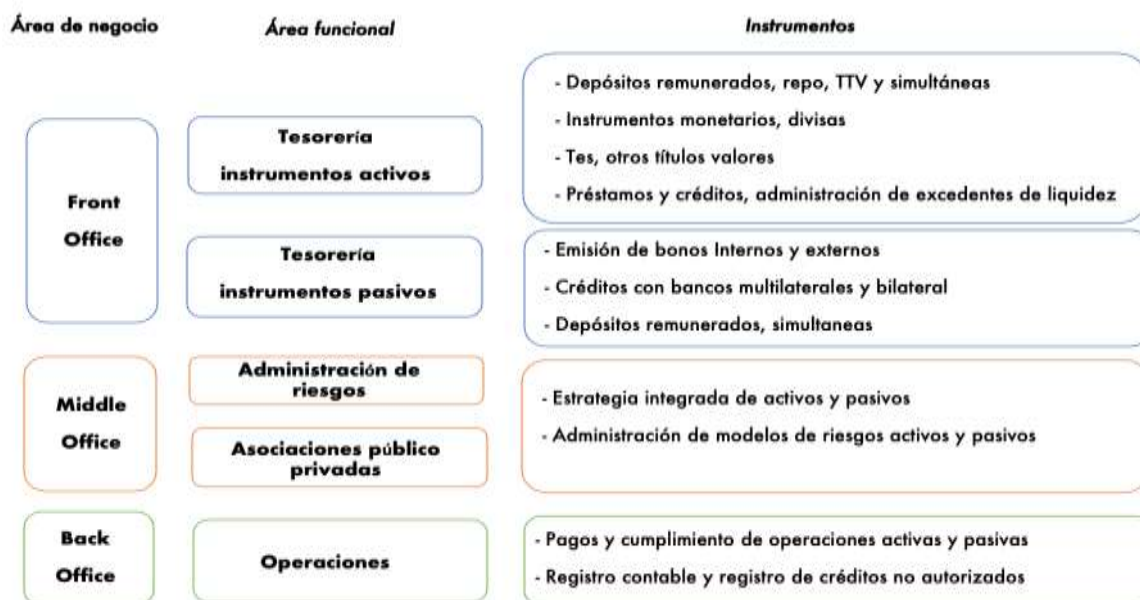 Área de negocio
Área funcional
Instrumentos
Front
Office
Tesorería
instrumentos activos
- Depósitos remunerados, repo, TTV y simultáneas
- Instrumentos monetarios, divisas
- Tes, otros títulos valores
- Préstamos y créditos, administración de excedentes de liquidez
Tesorería
instrumentos pasivos
- Emisión de bonos Internos y externos
- Créditos con bancos multilaterales y bilateral
- Depósitos remunerados, simultaneas
Middle
Office
Administración de
riesgos
Asociaciones público
privadas
- Estrategia integrada de activos y pasivos
- Administración de modelos de riesgos activos y pasivos
Back
Office
Operaciones
- Pagos y cumplimiento de operaciones activas y pasivas
- Registro contable y registro de créditos no autorizados